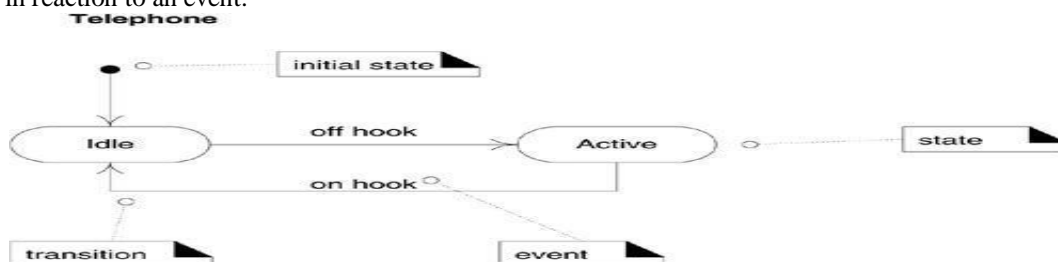 in reaction to an event.
Telephone
initial state
off hook
Idle
Active
state
on hook
transition
event